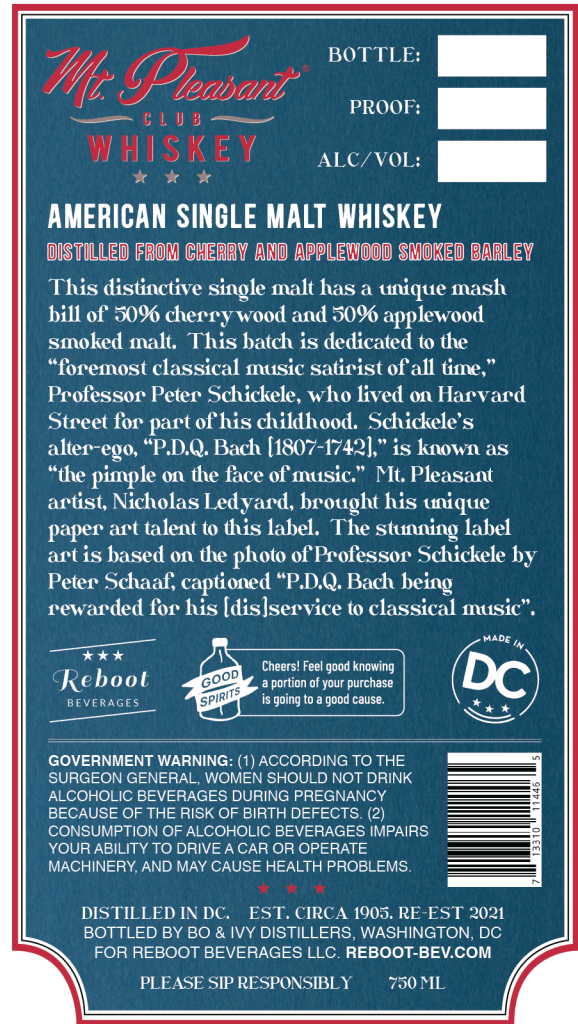 Mt. Pleasant
CLUB
WHISKEY
BOTTLE:
PROOF:
ALC/VOL:
AMERICAN SINGLE MALT WHISKEY
DISTILLED FROM CHERRY AND APPLEWOOD SMOKED BARLEY
This distinctive single malt has a unique mash
bill of 50% cherrywood and 50% applewood
smoked malt. This batch is dedicated to the
“foremost classical music satirist of all time,”
Professor Peter Schickele, who lived on Harvard
Street for part of his childhood. Schickele's
alter-ego, “P.D.Q. Bach [1807-1742],” is known as
“the pimple on the face of music.” Mt. Pleasant
artist, Nicholas Ledyard, brought his unique
paper art talent to this label. The stunning label
art is based on the photo of Professor Schickele by
Peter Schaaf, captioned “P.D.Q. Bach being
rewarded for his [dis]service to classical music”.
Reboot
BEVERAGES
GOOD
SPIRITS
Cheers! Feel good knowing
a portion of your purchase
is going to a good cause.
MADE IN
DC
GOVERNMENT WARNING: (1) ACCORDING TO THE
SURGEON GENERAL, WOMEN SHOULD NOT DRINK
ALCOHOLIC BEVERAGES DURING PREGNANCY
BECAUSE OF THE RISK OF BIRTH DEFECTS. (2)
CONSUMPTION OF ALCOHOLIC BEVERAGES IMPAIRS
YOUR ABILITY TO DRIVE A CAR OR OPERATE
MACHINERY, AND MAY CAUSE HEALTH PROBLEMS.
7 13310 11446 5
DISTILLED IN DC. EST. CIRCA 1905. RE-EST 2021
BOTTLED BY BO & IVY DISTILLERS, WASHINGTON, DC
FOR REBOOT BEVERAGES LLC. REBOOT-BEV.COM
PLEASE SIP RESPONSIBLY 750 ML